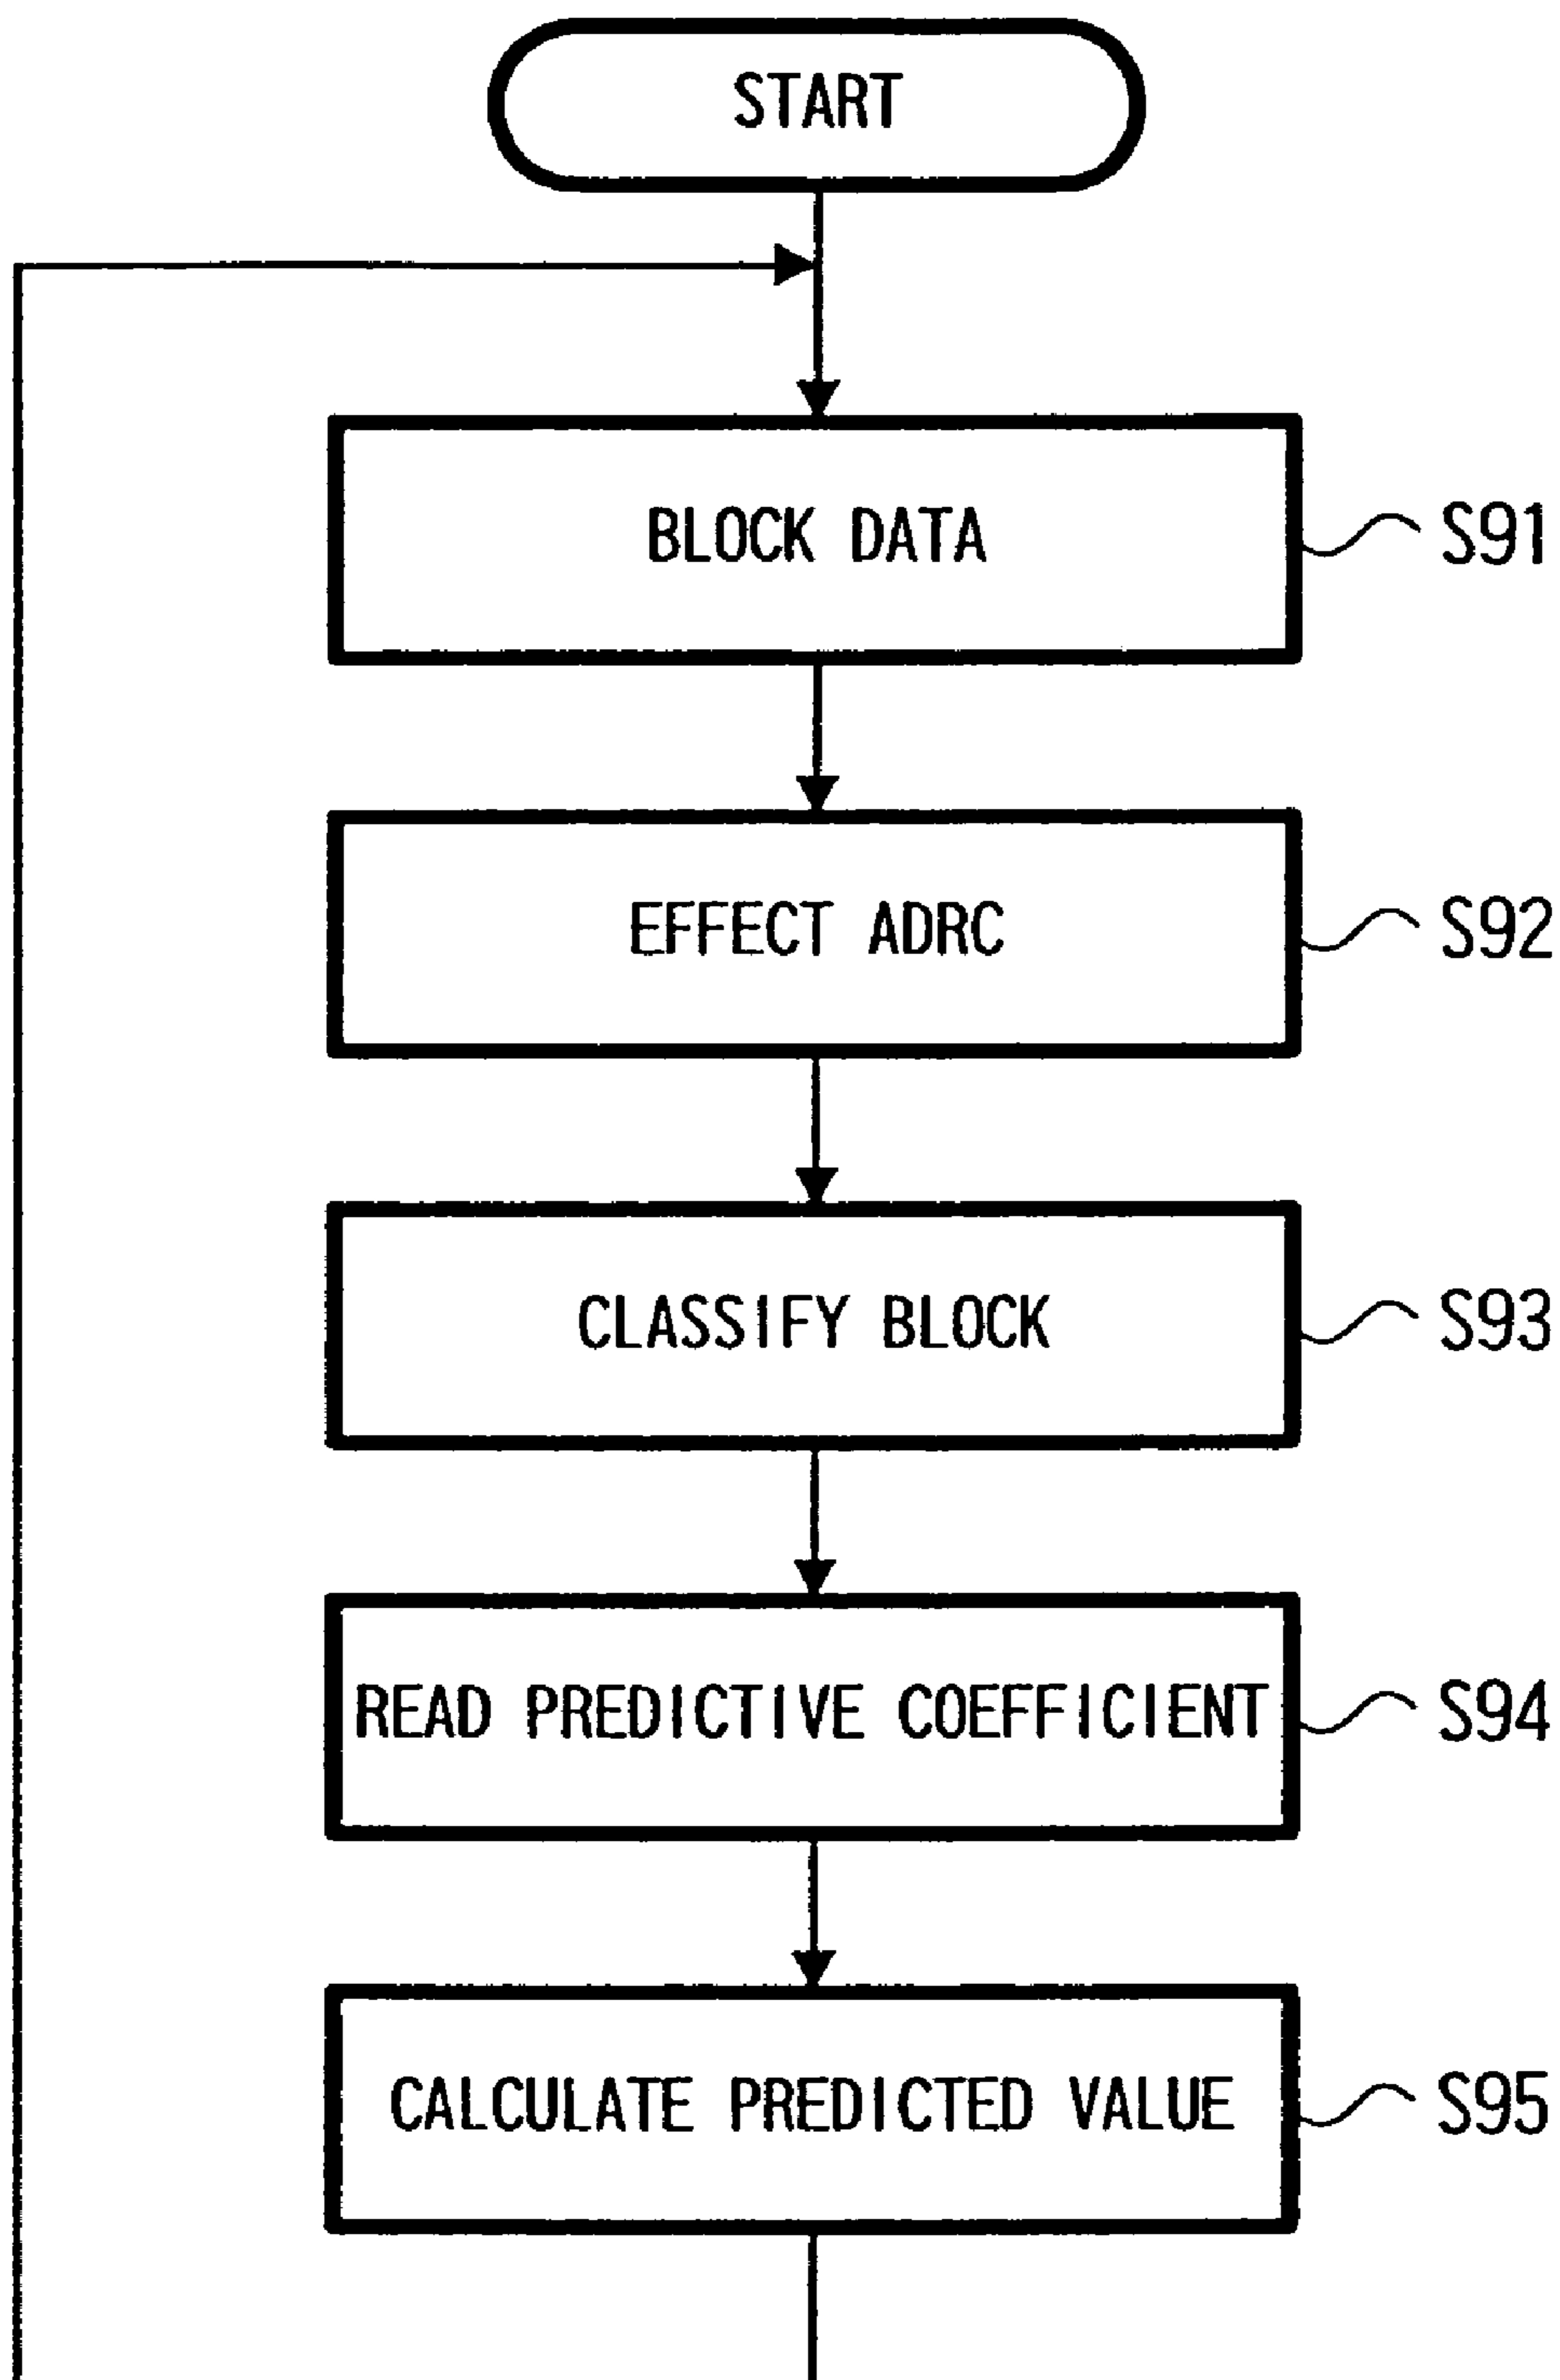 START
BLOCK DATA
S91
EFFECT ADRC
S92
CLASSIFY BLOCK
S93
READ PREDICTIVE COEFFICIENT
S94
CALCULATE PREDICTED VALUE
S95